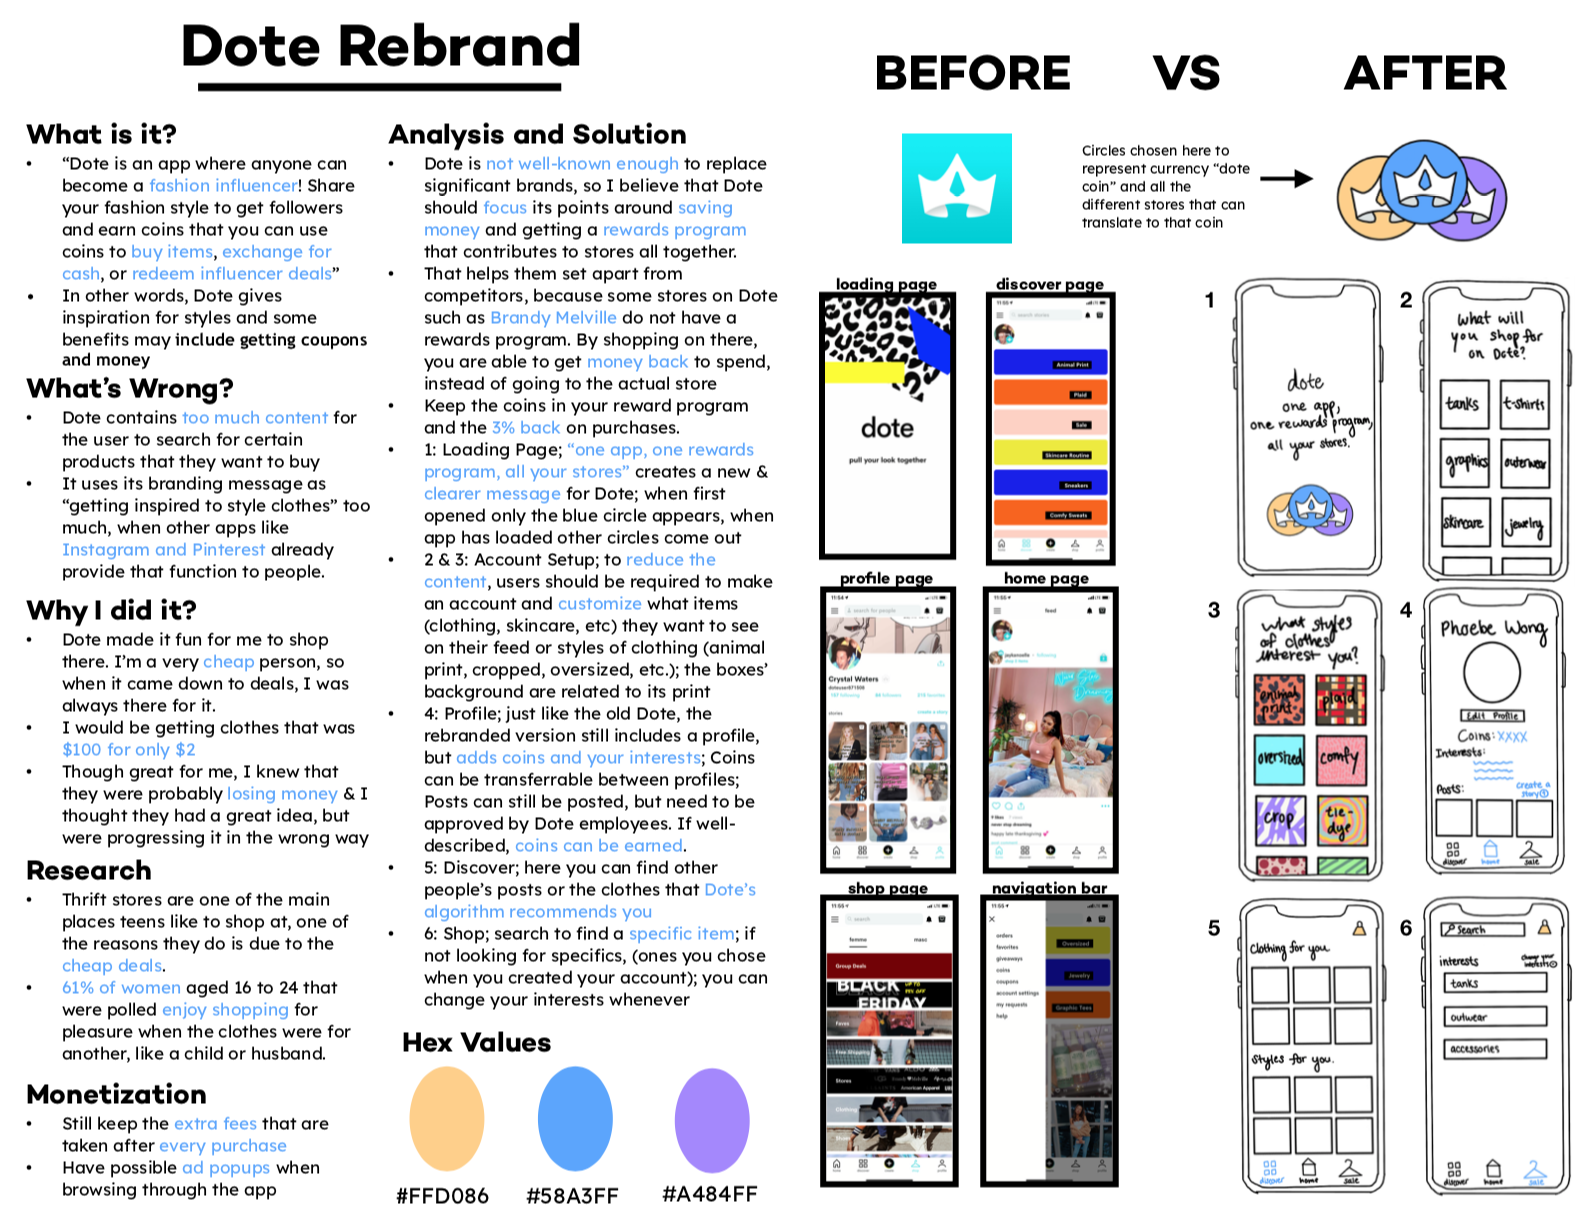 Dote Rebrand
What is it?
• “Dote is an app where anyone can
become a fashion influencer! Share
your fashion style to get followers
and earn coins that you can use
coins to buy items, exchange for
cash, or redeem influencer deals”
• In other words, Dote gives
inspiration for styles and some
benefits may include getting coupons
and money
What’s Wrong?
• Dote contains too much content for
the user to search for certain
products that they want to buy
• It uses its branding message as
“getting inspired to style clothes” too
much, when other apps like
Instagram and Pinterest already
provide that function to people.
Why I did it?
• Dote made it fun for me to shop
there. I’m a very cheap person, so
when it came down to deals, I was
always there for it.
• I would be getting clothes that was
$100 for only $2
• Though great for me, I knew that
they were probably losing money & I
thought they had a great idea, but
were progressing it in the wrong way
Research
• Thrift stores are one of the main
places teens like to shop at, one of
the reasons they do is due to the
cheap deals.
• 61% of women aged 16 to 24 that
were polled enjoy shopping for
pleasure when the clothes were for
another, like a child or husband.
Monetization
• Still keep the extra fees that are
taken after every purchase
• Have possible ad popups when
browsing through the app
Analysis and Solution
• Dote is not well-known enough to replace
significant brands, so I believe that Dote
should focus its points around saving
money and getting a rewards program
that contributes to stores all together.
• That helps them set apart from
competitors, because some stores on Dote
such as Brandy Melville do not have a
rewards program. By shopping on there,
you are able to get money back to spend,
instead of going to the actual store
• Keep the coins in your reward program
and the 3% back on purchases.
• 1: Loading Page; “one app, one rewards
program, all your stores” creates a new &
clearer message for Dote; when first
opened only the blue circle appears, when
app has loaded other circles come out
• 2 & 3: Account Setup; to reduce the
content, users should be required to make
an account and customize what items
(clothing, skincare, etc) they want to see
on their feed or styles of clothing (animal
print, cropped, oversized, etc.); the boxes’
background are related to its print
• 4: Profile; just like the old Dote, the
rebranded version still includes a profile,
but adds coins and your interests; Coins
can be transferrable between profiles;
Posts can still be posted, but need to be
approved by Dote employees. If well-
described, coins can be earned.
• 5: Discover; here you can find other
people’s posts or the clothes that Dote’s
algorithm recommends you
• 6: Shop; search to find a specific item; if
not looking for specifics, (ones you chose
when you created your account); you can
change your interests whenever
Hex Values
#FFD086 #58A3FF #A484FF
BEFORE VS AFTER
Circles chosen here to
represent currency “dote
coin” and all the
different stores that can
translate to that coin
loading page
dote
pull your look together
discover page
11:55
search stories
Animal Print
Plaid
Sale
Skincare Routine
Sneakers
Comfy Sweats
profile page
11:54
search for people
Crystal Waters
stories
create a story
home page
11:55
feed
following
7 likes
never stop dreaming
happy late thanksgiving
shop page
11:55
search
femme masc
Group Deals
BLACK
FRIDAY
Faves
Free Shipping
Stores
American Apparel
Clothing
Shoes
navigation bar
11:55
orders
favorites
giveaways
coins
coupons
account settings
my requests
help
Oversized
Jewelry
Graphic Tees
1
dote
one app,
one rewards program,
all your stores.
2
What will
you shop for
on Dote?
tanks t-shirts
graphics outerwear
skincare jewelry
3
what styles
of clothes
interest you?
animal print plaid
oversized comfy
crop tie-dye
4
Phoebe Wong
Edit Profile
Coins: XXXX
Interests:
Posts:
create a
story
discover home sale
5
Clothing for you
Styles for you.
discover home sale
6
Search
interests
change your
interests
tanks
outwear
accessories
discover home sale